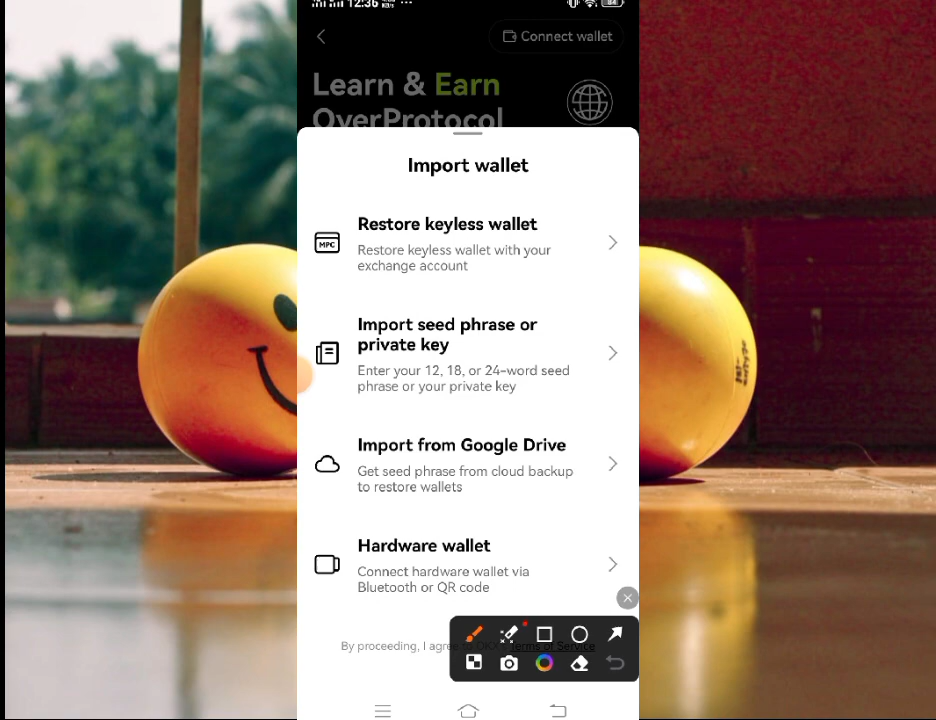 12:36
Connect wallet
Learn & Earn
OverProtocol
Import wallet
Restore keyless wallet
MPC
Restore keyless wallet with your
exchange account
Import seed phrase or
private key
Enter your 12, 18, or 24-word seed
phrase or your private key
Import from Google Drive
Get seed phrase from cloud backup
to restore wallets
Hardware wallet
Connect hardware wallet via
Bluetooth or QR code
By proceeding, I agree to OKX's Terms of Service